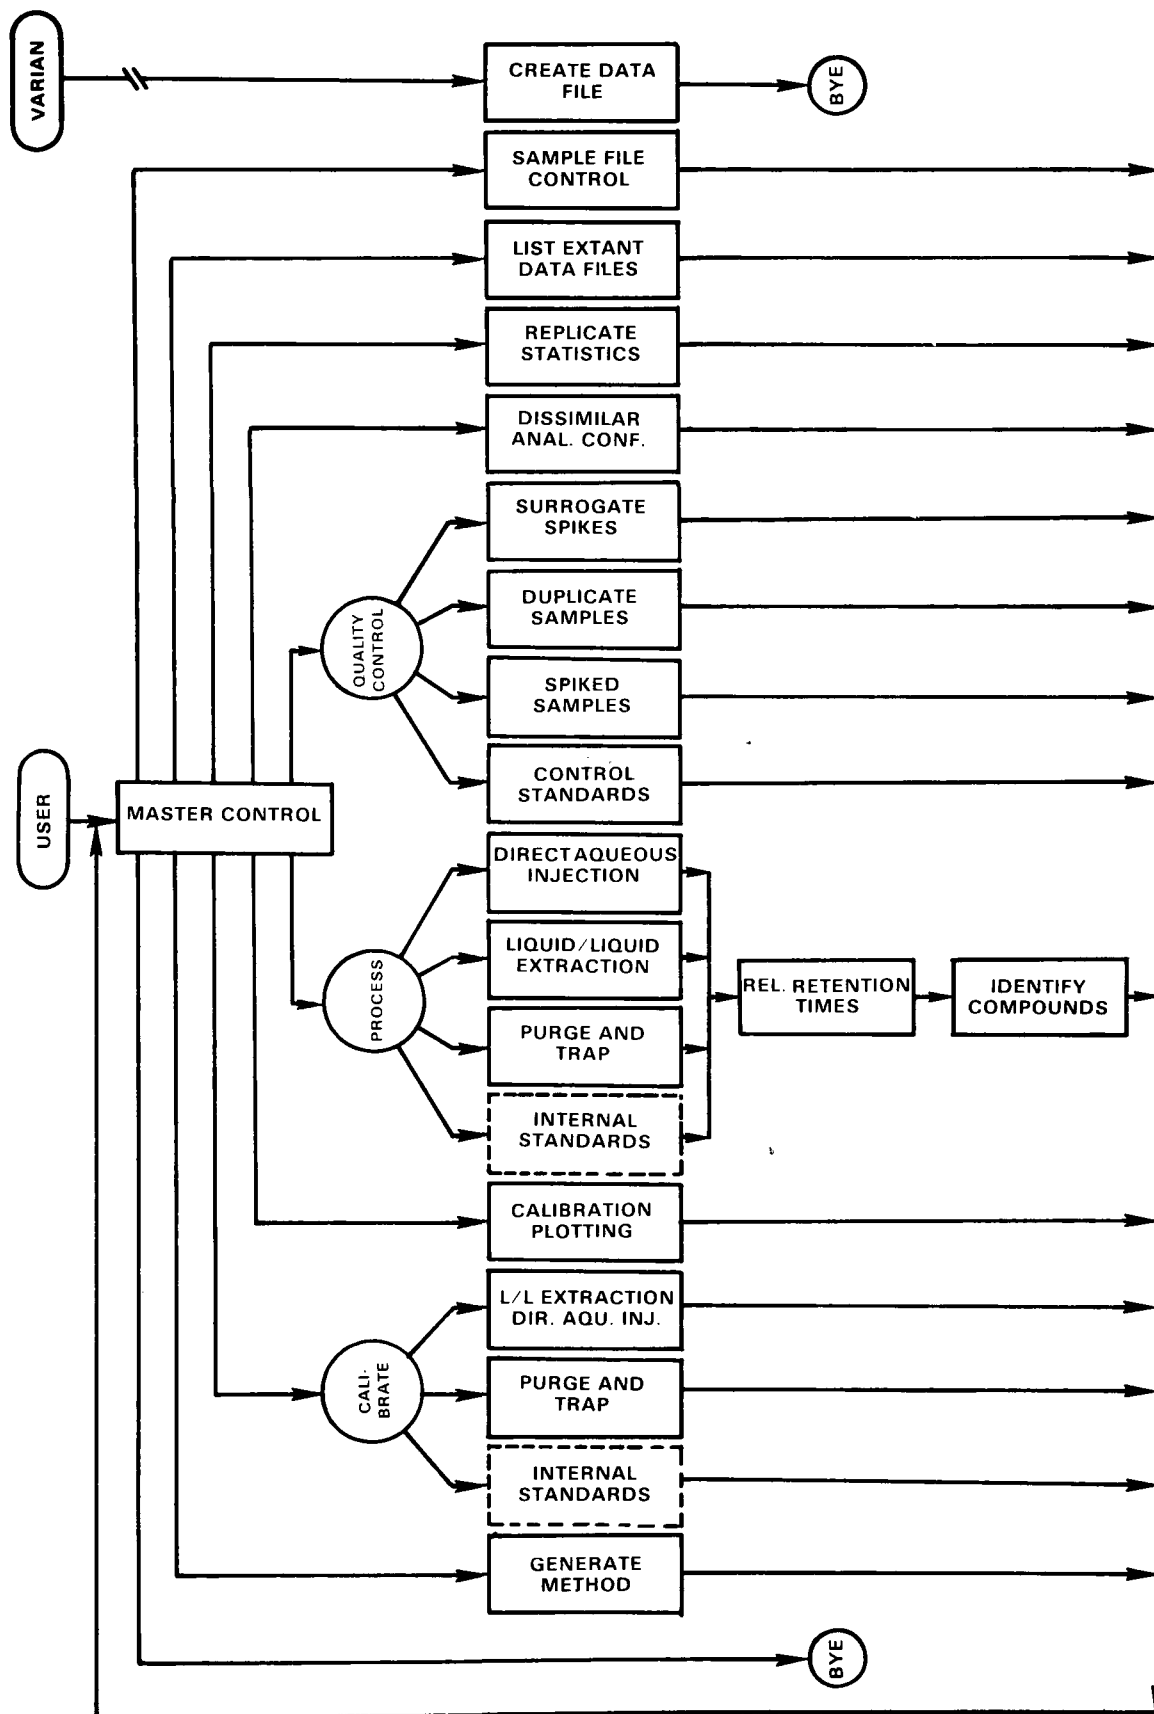 VARIAN
CREATE DATA
FILE
BYE
SAMPLE FILE
CONTROL
LIST EXTANT
DATA FILES
REPLICATE
STATISTICS
DISSIMILAR
ANAL. CONF.
SURROGATE
SPIKES
QUALITY
CONTROL
DUPLICATE
SAMPLES
SPIKED
SAMPLES
USER
MASTER CONTROL
CONTROL
STANDARDS
DIRECT AQUEOUS
INJECTION
PROCESS
LIQUID/LIQUID
EXTRACTION
REL. RETENTION
TIMES
IDENTIFY
COMPOUNDS
PURGE AND
TRAP
INTERNAL
STANDARDS
CALIBRATION
PLOTTING
L/L EXTRACTION
DIR. AQU. INJ.
CALI-
BRATE
PURGE AND
TRAP
INTERNAL
STANDARDS
GENERATE
METHOD
BYE